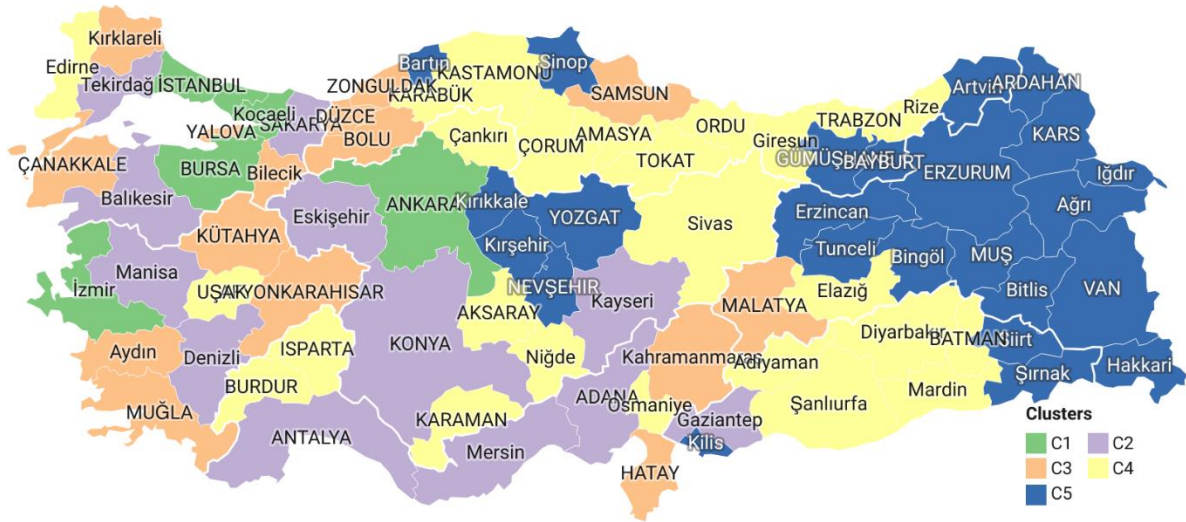 Kırklareli
Edirne
Tekirdağ
İSTANBUL
Kocaeli
SAKARYA
YALOVA
DÜZCE
ZONGULDAK
Bartın
KARABÜK
KASTAMONU
Sinop
SAMSUN
BOLU
Çankırı
ÇORUM
AMASYA
TOKAT
ORDU
Giresun
TRABZON
Rize
Artvin
ARDAHAN
KARS
Iğdır
GÜMÜŞHANE
BAYBURT
ERZURUM
Ağrı
ÇANAKKALE
BURSA
Bilecik
Balıkesir
Eskişehir
ANKARA
Kırıkkale
YOZGAT
Sivas
Erzincan
Tunceli
Bingöl
MUŞ
Bitlis
VAN
KÜTAHYA
Kırşehir
NEVŞEHIR
Kayseri
Manisa
İzmir
UŞAK
AFYONKARAHISAR
AKSARAY
MALATYA
Elazığ
Diyarbakır
BATMAN
Siirt
Şırnak
Hakkari
Aydın
Denizli
ISPARTA
KONYA
Niğde
Kahramanmaraş
Adıyaman
Mardin
Şanlıurfa
BURDUR
MUĞLA
ANTALYA
KARAMAN
Mersin
ADANA
Osmaniye
Gaziantep
Kilis
HATAY
Clusters
C1 C2
C3 C4
C5